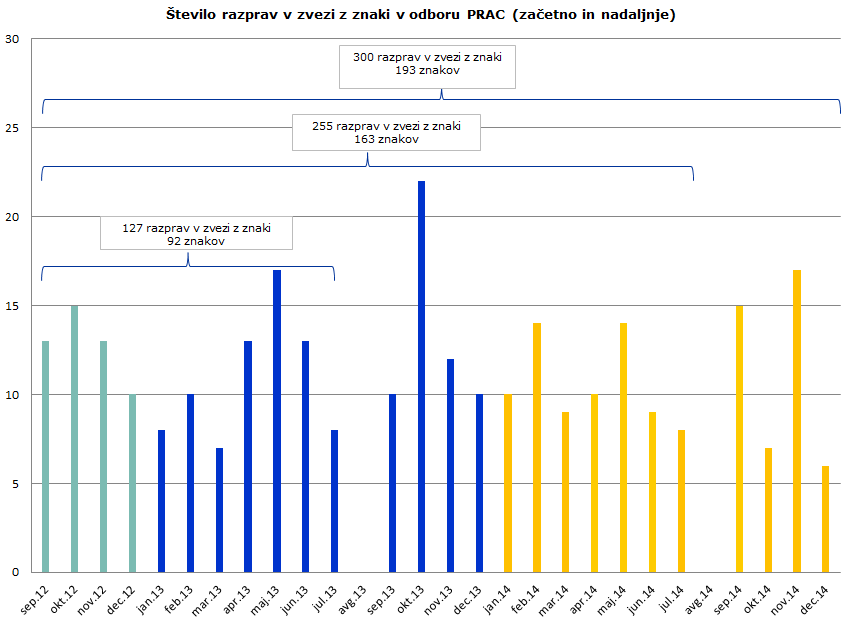 Število razprav v zvezi z znaki v odboru PRAC (začetno in nadaljnje)
30
300 razprav v zvezi z znaki
193 znakov
25
255 razprav v zvezi z znaki
163 znakov
20
127 razprav v zvezi z znaki
92 znakov
15
10
5
0
sep.12
okt.12
nov.12
dec.12
jan.13
feb.13
mar.13
apr.13
maj.13
jun.13
jul.13
avg.13
sep.13
okt.13
nov.13
dec.13
jan.14
feb.14
mar.14
apr.14
maj.14
jun.14
jul.14
avg.14
sep.14
okt.14
nov.14
dec.14